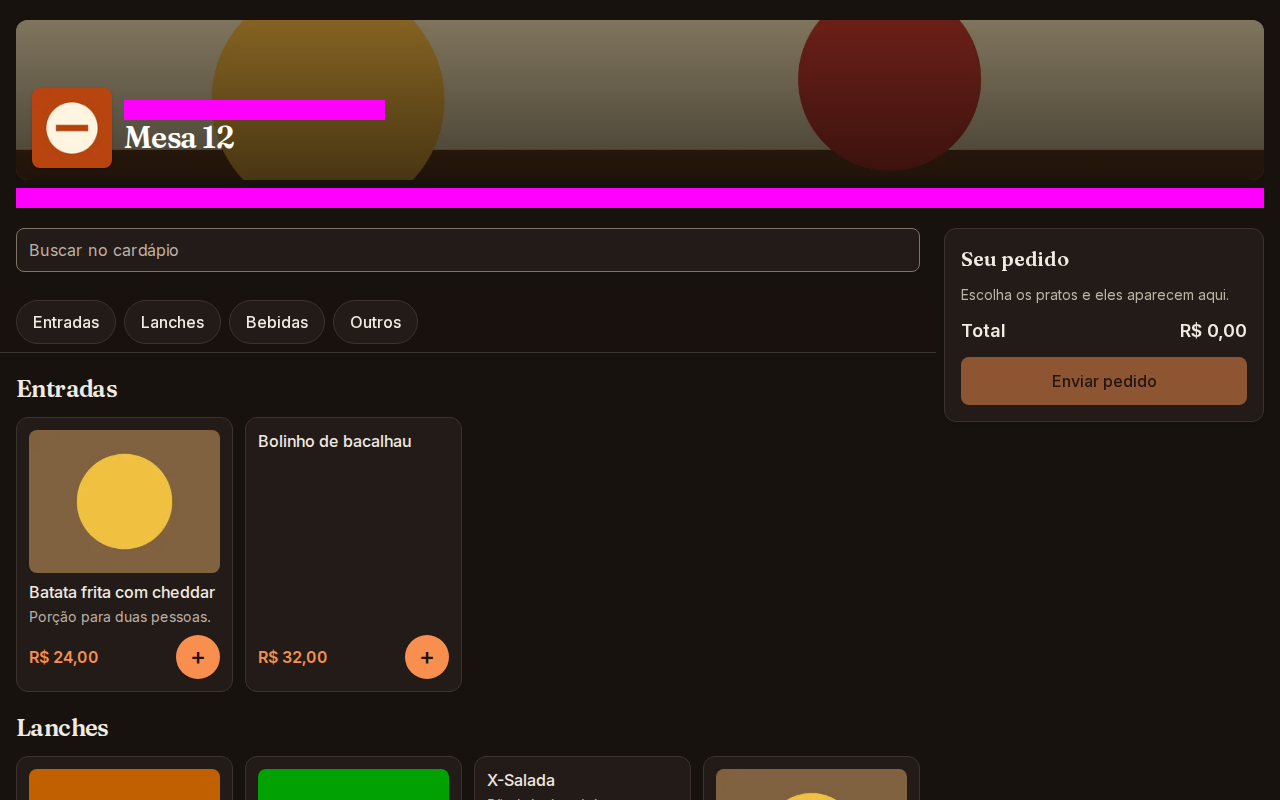 Mesa 12
Buscar no cardápio
Entradas
Lanches
Bebidas
Outros
Seu pedido
Escolha os pratos e eles aparecem aqui.
Total
R$ 0,00
Enviar pedido
Entradas
Batata frita com cheddar
Porção para duas pessoas.
R$ 24,00
+
Bolinho de bacalhau
R$ 32,00
+
Lanches
X-Salada